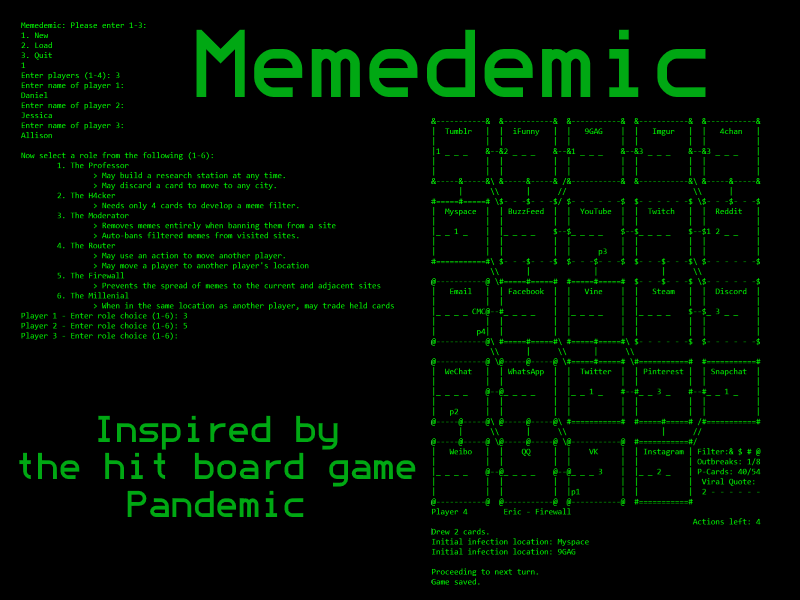 Memedemic
Memedemic: Please enter 1-3:
1. New
2. Load
3. Quit
1
Enter players (1-4): 3
Enter name of player 1:
Daniel
Enter name of player 2:
Jessica
Enter name of player 3:
Allison
Now select a role from the following (1-6):
1. The Professor
> May build a research station at any time.
> May discard a card to move to any city.
2. The H4cker
> Needs only 4 cards to develop a meme filter.
3. The Moderator
> Removes memes entirely when banning them from a site
> Auto-bans filtered memes from visited sites.
4. The Router
> May use an action to move another player.
> May move a player to another player's location
5. The Firewall
> Prevents the spread of memes to the current and adjacent sites
6. The Millenial
> When in the same location as another player, may trade held cards
Player 1 - Enter role choice (1-6): 3
Player 2 - Enter role choice (1-6): 5
Player 3 - Enter role choice (1-6):
Inspired by
the hit board game
Pandemic
Tumblr iFunny 9GAG Imgur 4chan
1 _ _ _ 2 _ _ _ 1 _ _ _ 3 _ _ _ 3 _ _ _
Myspace BuzzFeed YouTube Twitch Reddit
_ _ 1 _ _ _ _ _ _ _ _ _ _ _ _ _ 1 2 _ _
p3
Email Facebook Vine Steam Discord
_ _ _ _ CMC _ _ _ _ _ _ _ _ _ _ _ _ _ 3 _ _
p4
WeChat WhatsApp Twitter Pinterest Snapchat
_ _ _ _ _ _ _ _ _ _ 1 _ _ _ 3 _ _ _ 1 _
p2
Weibo QQ VK Instagram Filter:& $ # @
Outbreaks: 1/8
_ _ _ _ _ _ _ _ _ _ _ 3 _ _ 2 _ P-Cards: 40/54
Viral Quote:
p1 2 - - - - - -
Player 4 Eric - Firewall
Actions left: 4
Drew 2 cards.
Initial infection location: Myspace
Initial infection location: 9GAG
Proceeding to next turn.
Game saved.